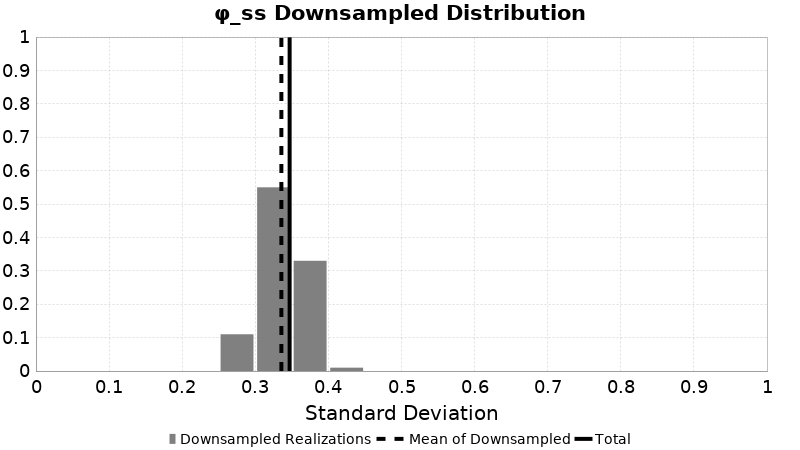 φ_ss Downsampled Distribution
1
0.9
0.8
0.7
0.6
0.5
0.4
0.3
0.2
0.1
0
0 0.1 0.2 0.3 0.4 0.5 0.6 0.7 0.8 0.9 1
Standard Deviation
Downsampled Realizations Mean of Downsampled Total